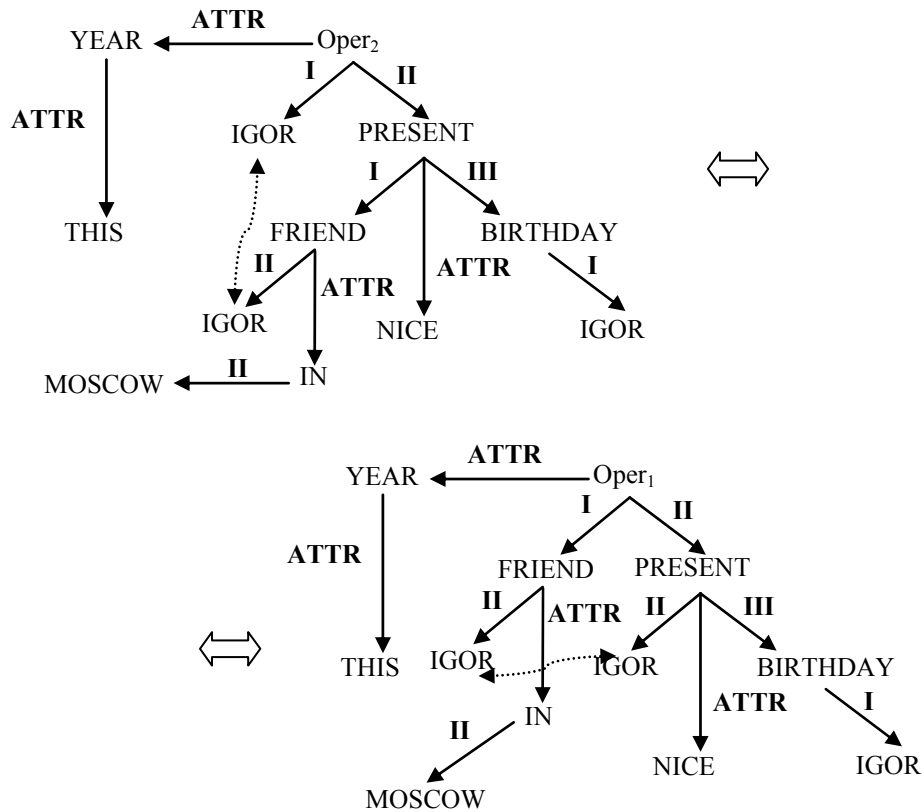 ATTR
YEAR Oper₂
I II
ATTR
IGOR PRESENT
I III
THIS FRIEND BIRTHDAY
II ATTR ATTR I
IGOR NICE IGOR
MOSCOW II IN
ATTR
YEAR Oper₁
I II
ATTR FRIEND PRESENT
II ATTR II III
THIS IGOR IGOR BIRTHDAY
II IN ATTR I
MOSCOW NICE IGOR